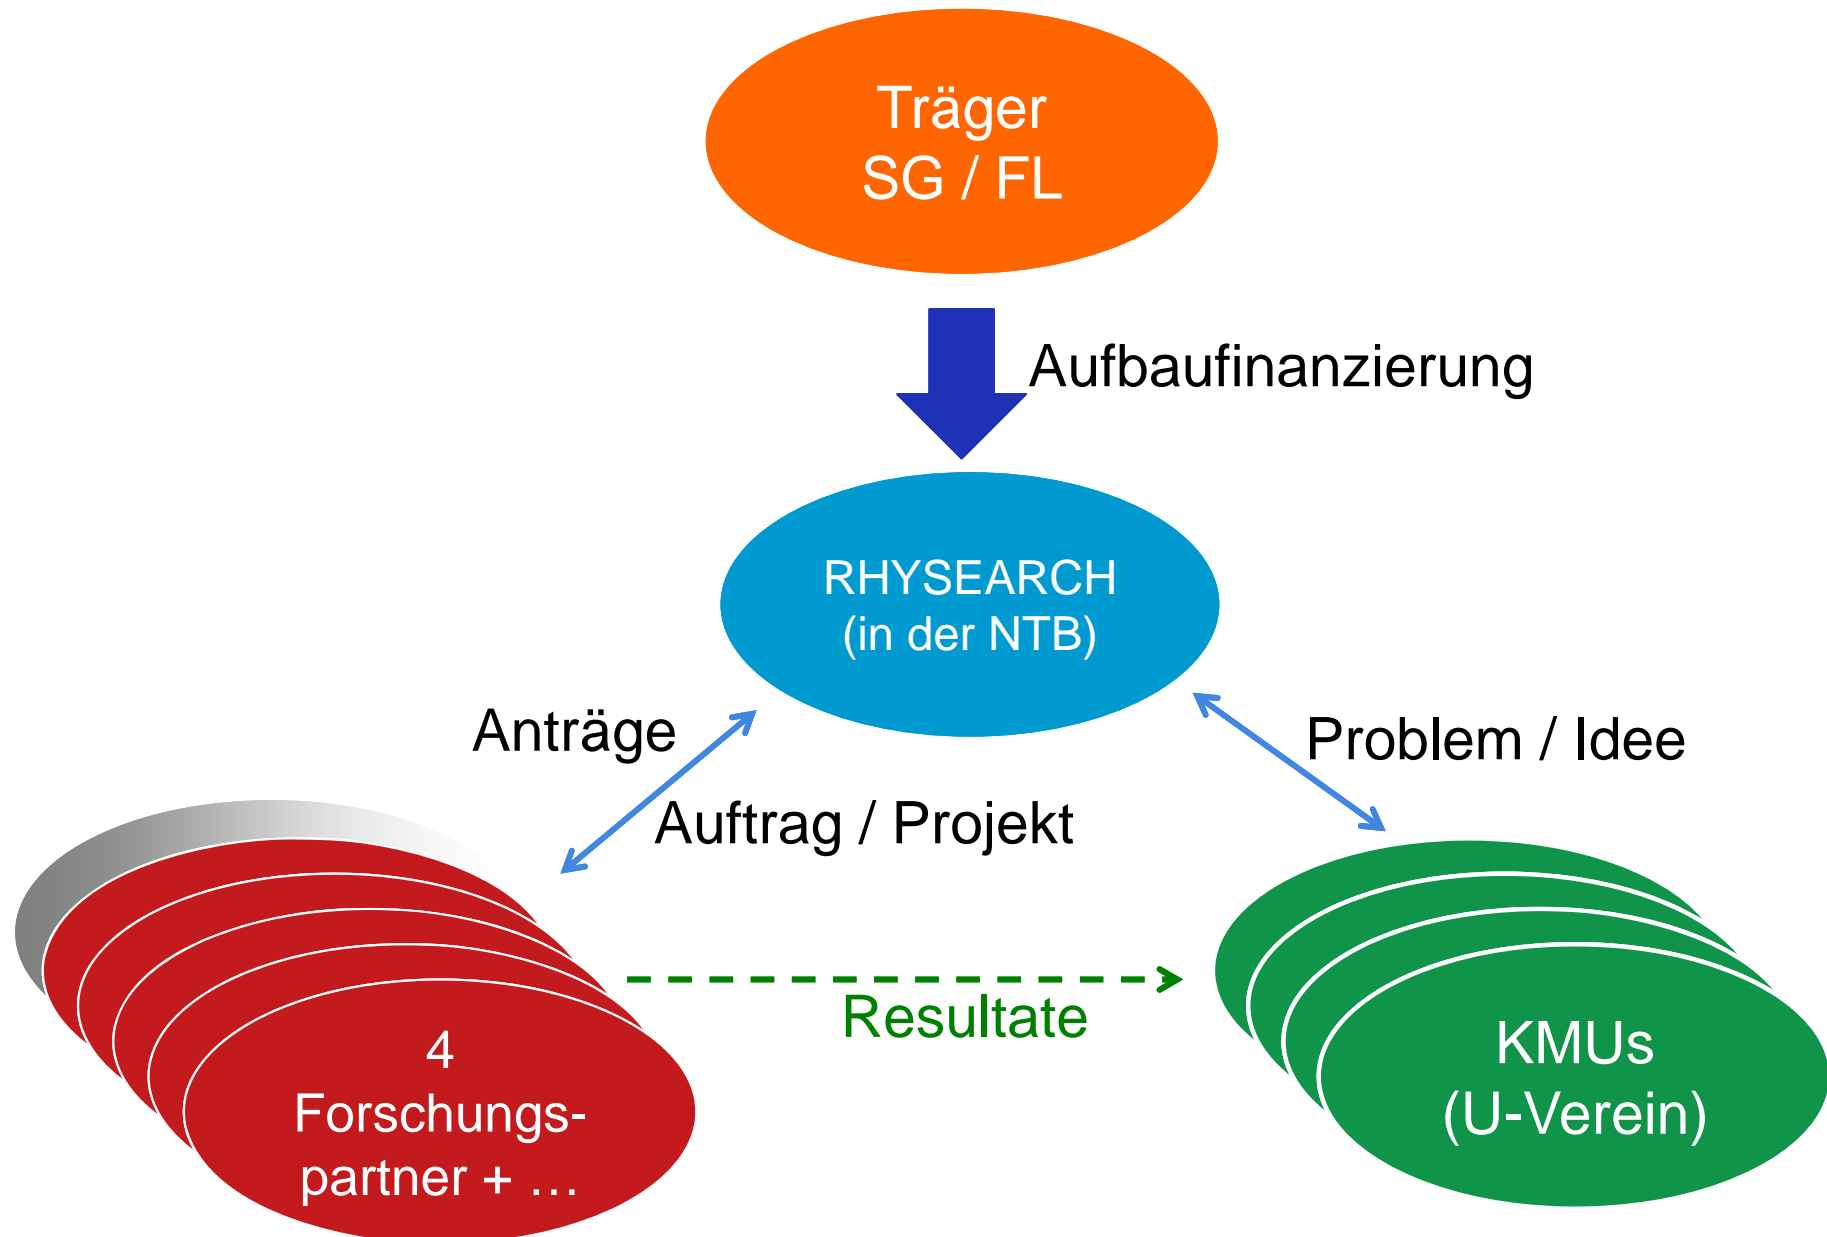 Träger
SG / FL
Aufbaufinanzierung
RHYSEARCH
(in der NTB)
Anträge
Problem / Idee
Auftrag / Projekt
Resultate
4
Forschungs-
partner + …
KMUs
(U-Verein)